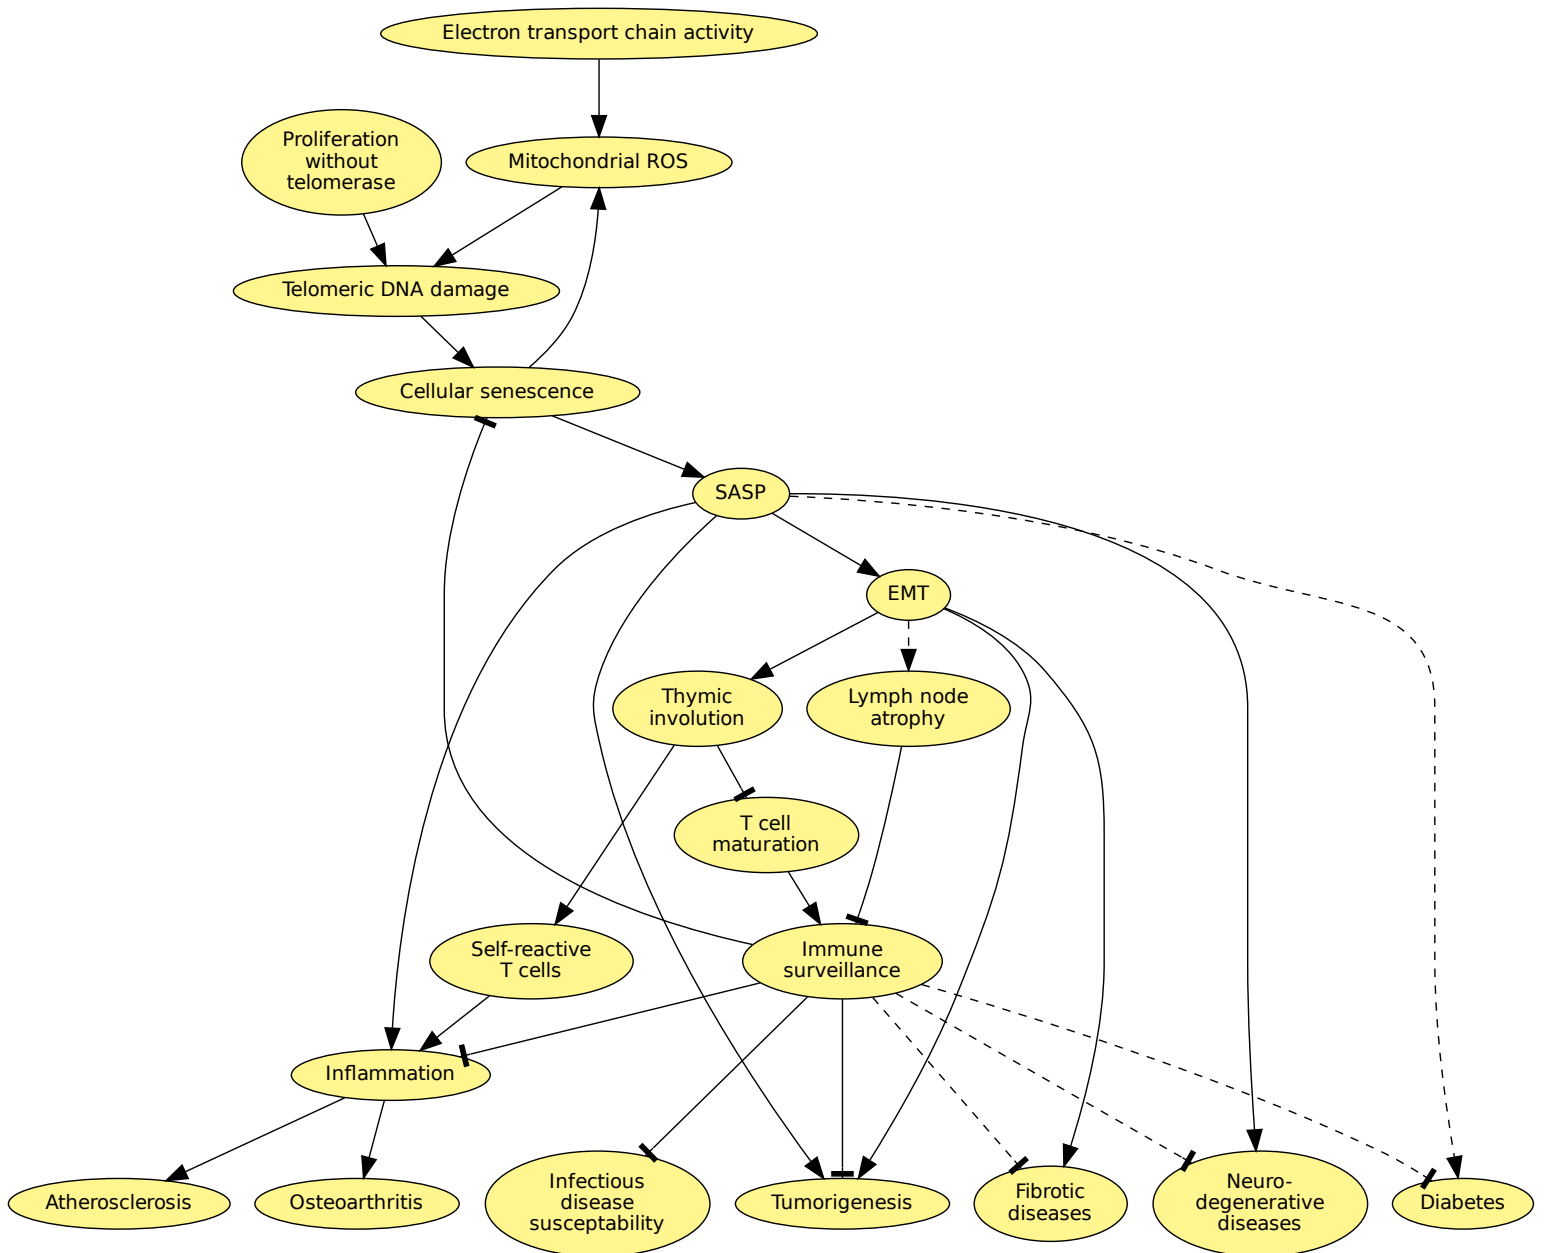 Electron transport chain activity
Proliferation
without
telomerase
Mitochondrial ROS
Telomeric DNA damage
Cellular senescence
SASP
EMT
Thymic
involution
Lymph node
atrophy
T cell
maturation
Self-reactive
T cells
Immune
surveillance
Inflammation
Atherosclerosis
Osteoarthritis
Infectious
disease
susceptability
Tumorigenesis
Fibrotic
diseases
Neuro-
degenerative
diseases
Diabetes